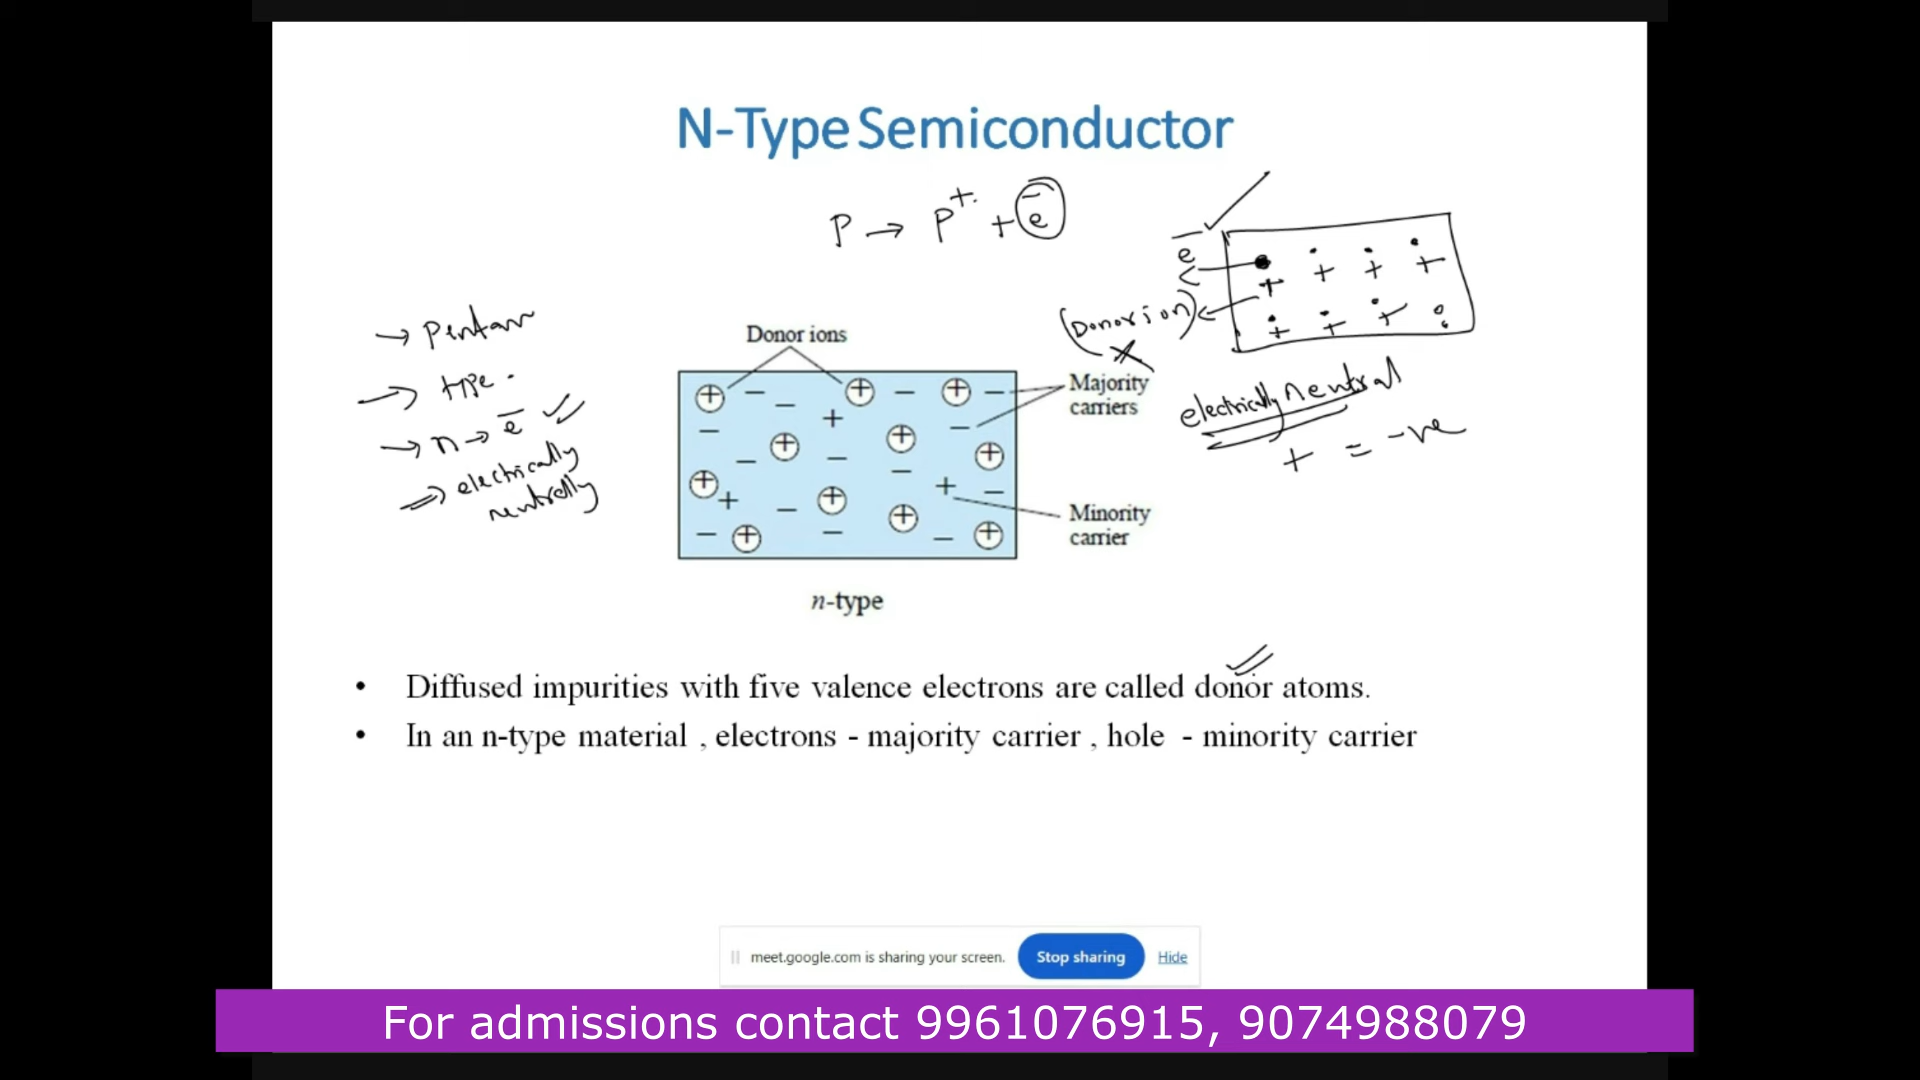 N-Type Semiconductor
P → P+ + e
e
(Donor ion)
→ Pentav
→ type.
→ n → e
⇒ electrically
neutrally
Donor ions
Majority
carriers
electrically neutral
+ = -ve
Minority
carrier
n-type
• Diffused impurities with five valence electrons are called donor atoms.
• In an n-type material , electrons - majority carrier , hole - minority carrier
meet.google.com is sharing your screen. Stop sharing Hide
For admissions contact 9961076915, 9074988079